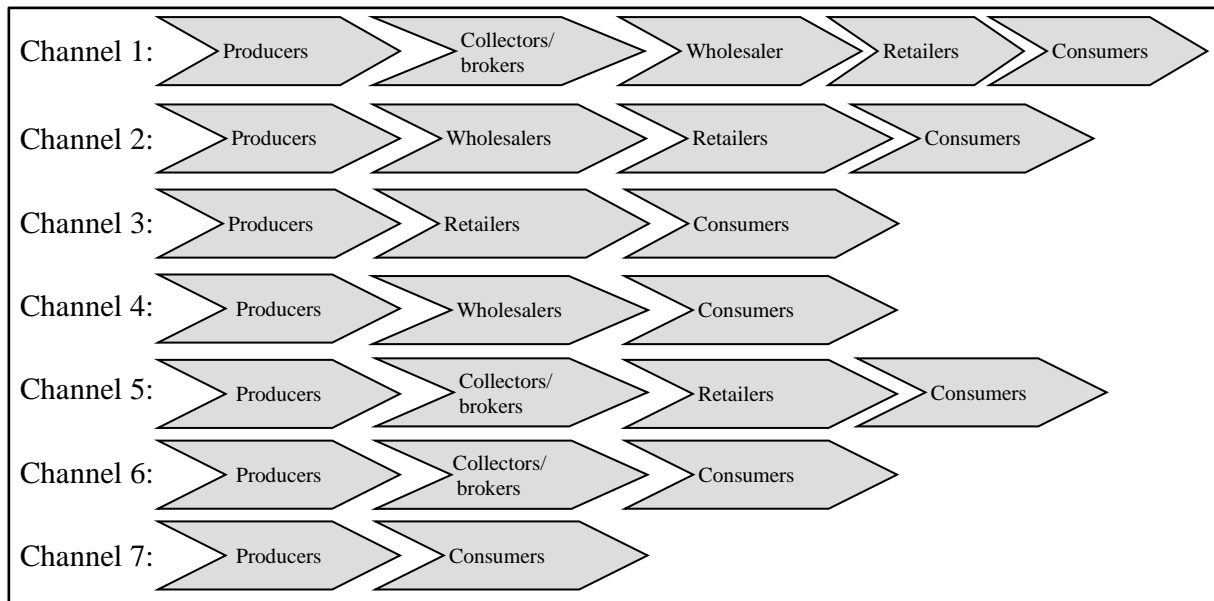 Channel 1: Producers Collectors/ brokers Wholesaler Retailers Consumers
Channel 2: Producers Wholesalers Retailers Consumers
Channel 3: Producers Retailers Consumers
Channel 4: Producers Wholesalers Consumers
Channel 5: Producers Collectors/ brokers Retailers Consumers
Channel 6: Producers Collectors/ brokers Consumers
Channel 7: Producers Consumers